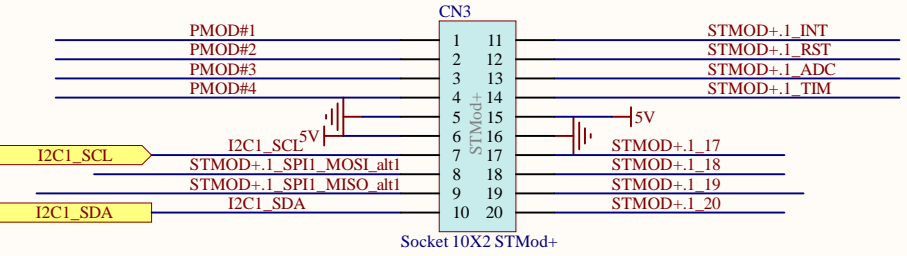 CN3
PMOD#1 1 11 STMOD+.1_INT
PMOD#2 2 12 STMOD+.1_RST
PMOD#3 3 13 STMOD+.1_ADC
PMOD#4 4 14 STMOD+.1_TIM
5 15 5V
5V 6 16
I2C1_SCL I2C1_SCL 7 17 STMOD+.1_17
STMOD+.1_SPI1_MOSI_alt1 8 18 STMOD+.1_18
STMOD+.1_SPI1_MISO_alt1 9 19 STMOD+.1_19
I2C1_SDA I2C1_SDA 10 20 STMOD+.1_20
STMod+
Socket 10X2 STMod+